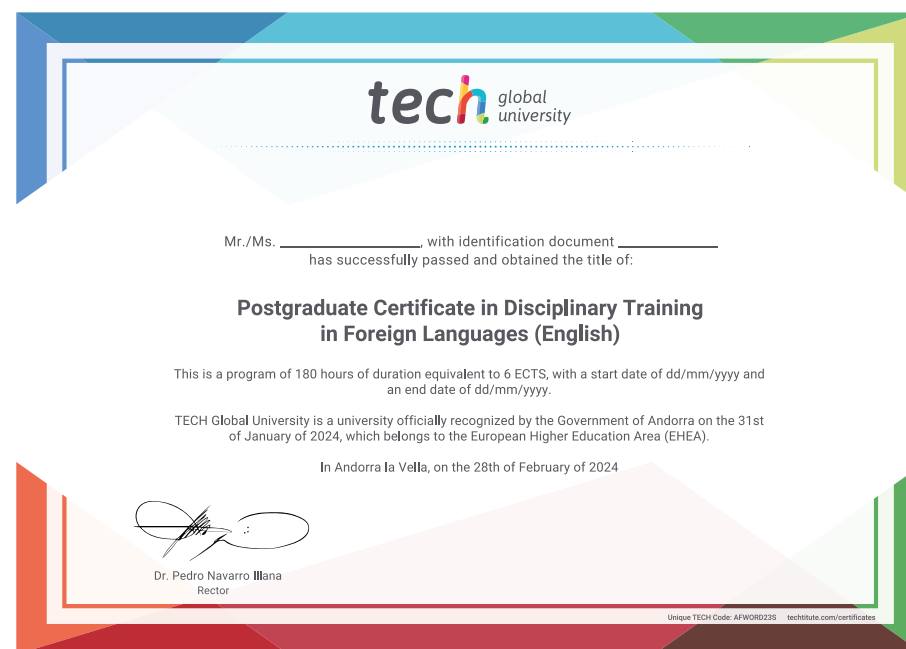 tech global
university
Mr./Ms. ____________, with identification document ____________
has successfully passed and obtained the title of:
Postgraduate Certificate in Disciplinary Training
in Foreign Languages (English)
This is a program of 180 hours of duration equivalent to 6 ECTS, with a start date of dd/mm/yyyy and
an end date of dd/mm/yyyy.
TECH Global University is a university officially recognized by the Government of Andorra on the 31st
of January of 2024, which belongs to the European Higher Education Area (EHEA).
In Andorra la Vella, on the 28th of February of 2024
Dr. Pedro Navarro Illana
Rector
Unique TECH Code: AFWORD23S techtitute.com/certificates